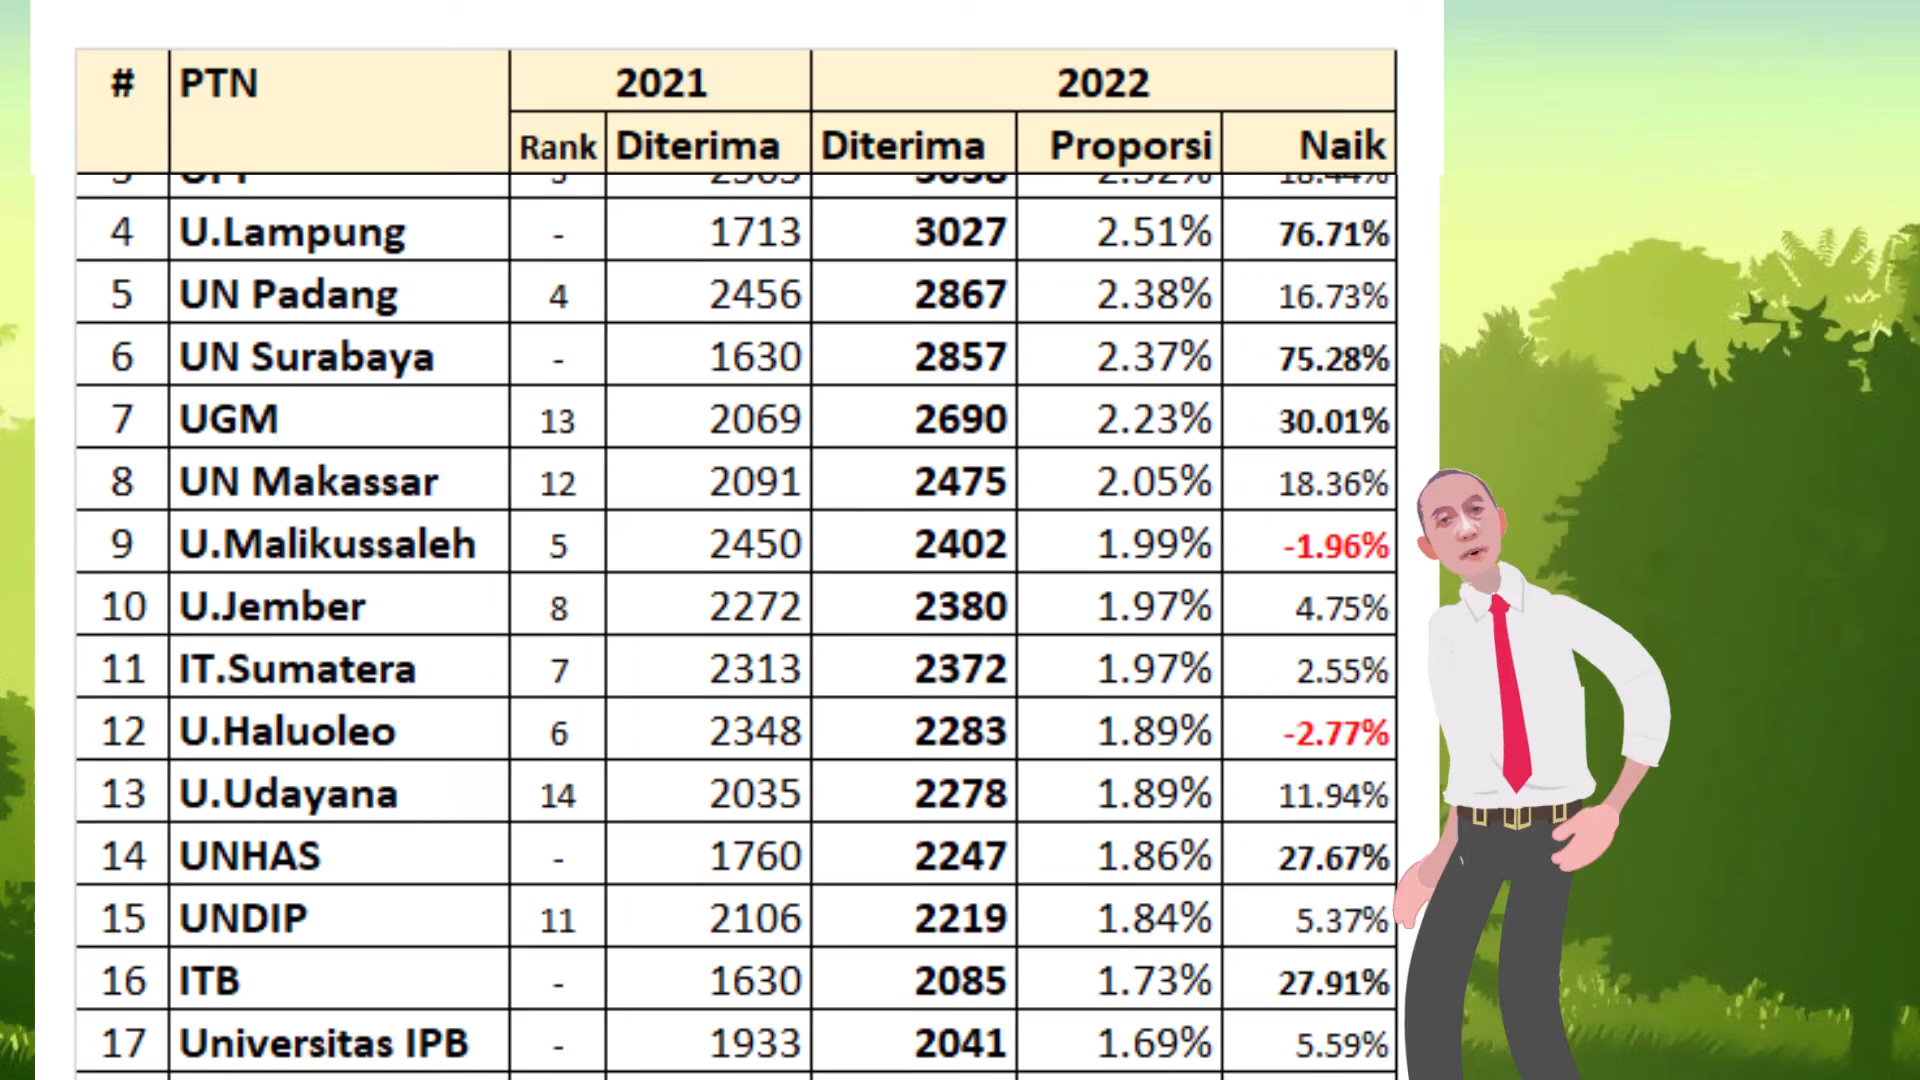 # PTN 2021 2022
Rank Diterima Diterima Proporsi Naik
4 U.Lampung - 1713 3027 2.51% 76.71%
5 UN Padang 4 2456 2867 2.38% 16.73%
6 UN Surabaya - 1630 2857 2.37% 75.28%
7 UGM 13 2069 2690 2.23% 30.01%
8 UN Makassar 12 2091 2475 2.05% 18.36%
9 U.Malikussaleh 5 2450 2402 1.99% -1.96%
10 U.Jember 8 2272 2380 1.97% 4.75%
11 IT.Sumatera 7 2313 2372 1.97% 2.55%
12 U.Haluoleo 6 2348 2283 1.89% -2.77%
13 U.Udayana 14 2035 2278 1.89% 11.94%
14 UNHAS - 1760 2247 1.86% 27.67%
15 UNDIP 11 2106 2219 1.84% 5.37%
16 ITB - 1630 2085 1.73% 27.91%
17 Universitas IPB - 1933 2041 1.69% 5.59%